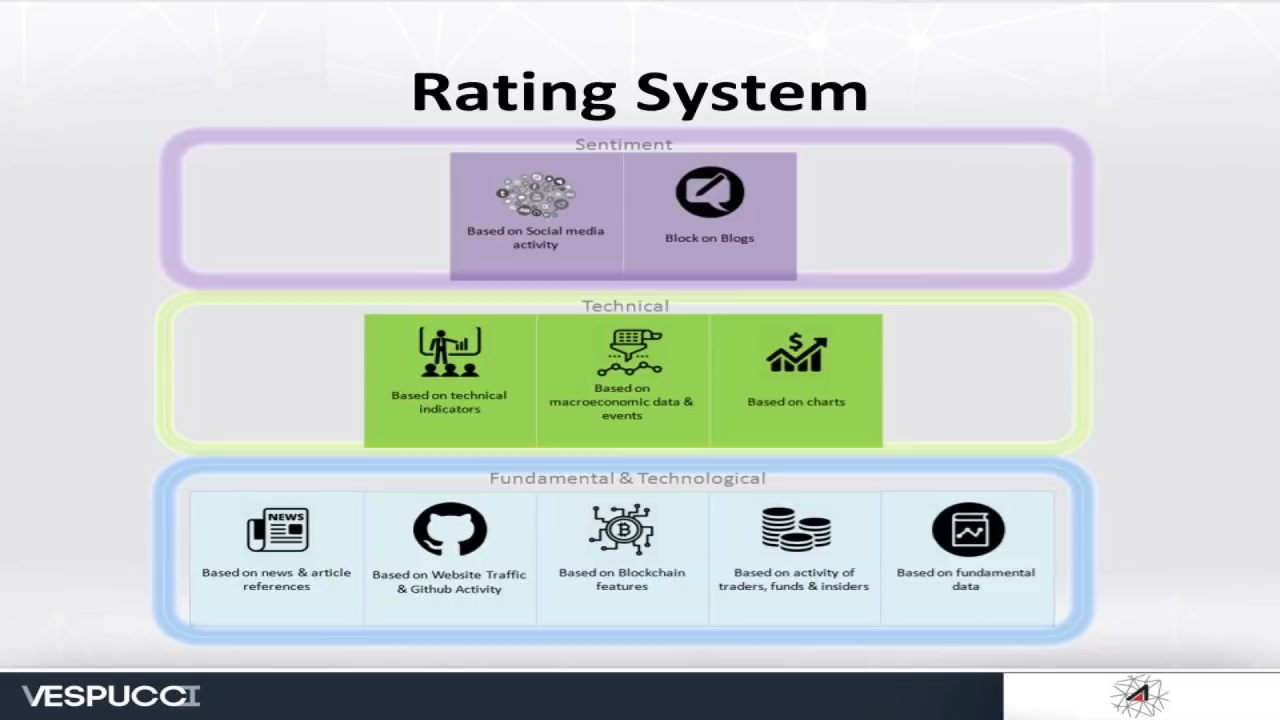 Rating System
Sentiment
Based on Social media
activity
Block on Blogs
Technical
Based on technical
indicators
Based on
macroeconomic data &
events
Based on charts
Fundamental & Technological
NEWS
Based on news & article
references
Based on Website Traffic
& Github Activity
Based on Blockchain
features
Based on activity of
traders, funds & insiders
Based on fundamental
data
VESPUCCI